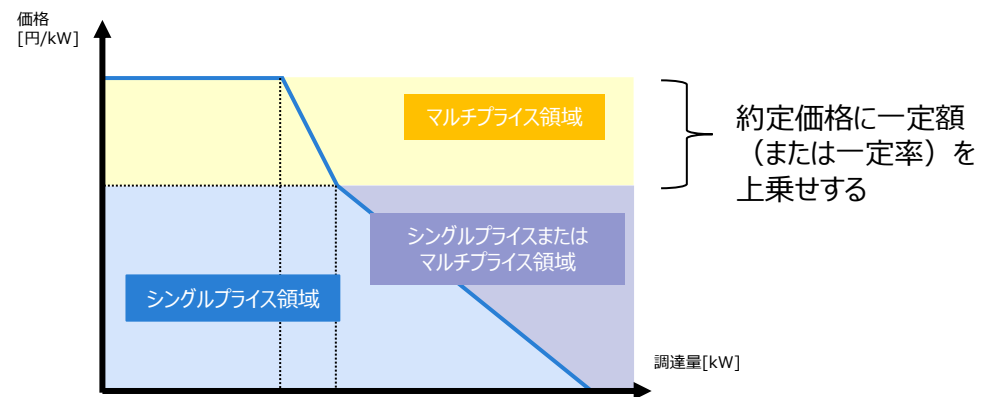 価格
[円/kW]
マルチプライス領域
約定価格に一定額
（または一定率）を
上乗せする
シングルプライスまたは
マルチプライス領域
シングルプライス領域
調達量[kW]